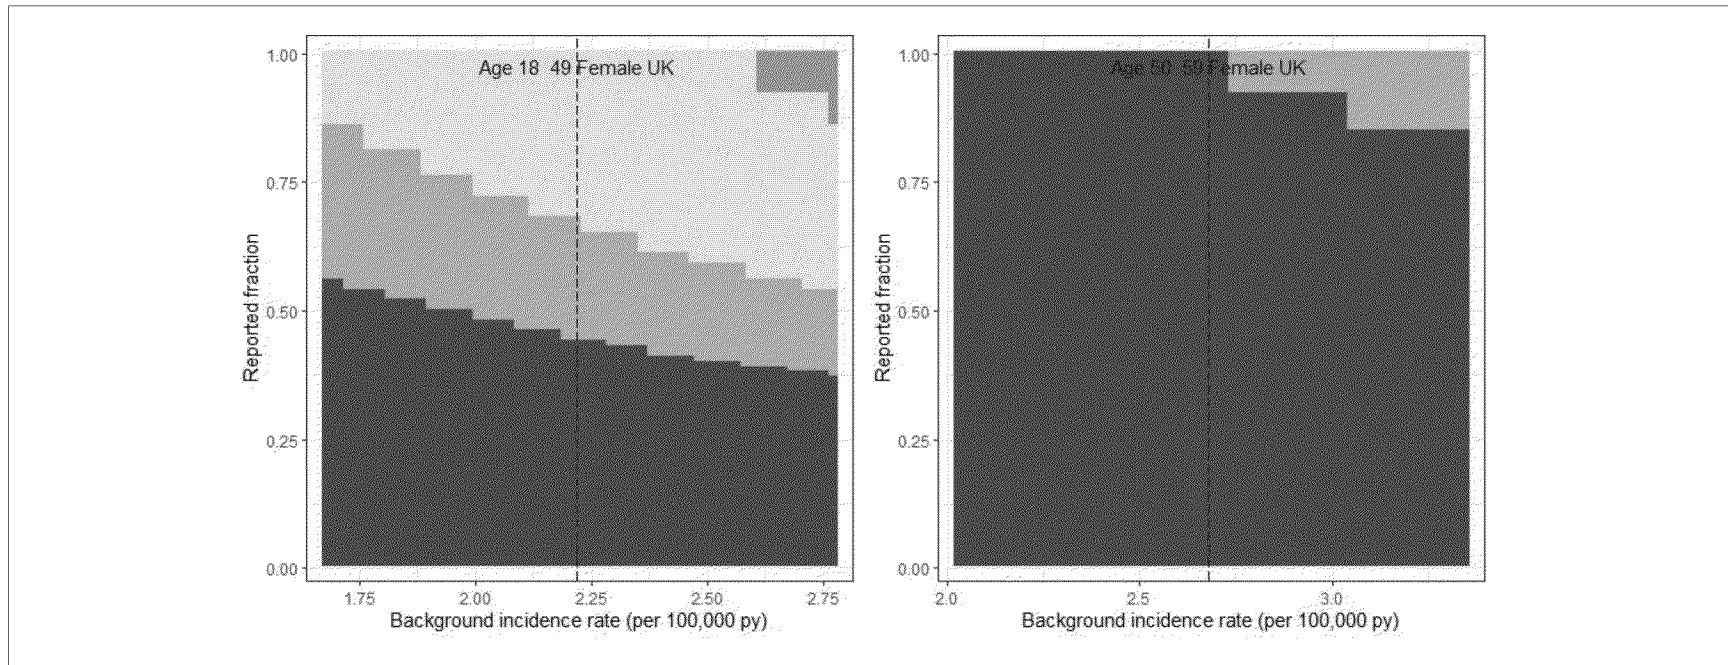 Age 18 49 Female UK
1.00
0.75
0.50
0.25
0.00
Reported fraction
1.75 2.00 2.25 2.50 2.75
Background incidence rate (per 100,000 py)
Age 50 59 Female UK
1.00
0.75
0.50
0.25
0.00
Reported fraction
2.0 2.5 3.0
Background incidence rate (per 100,000 py)